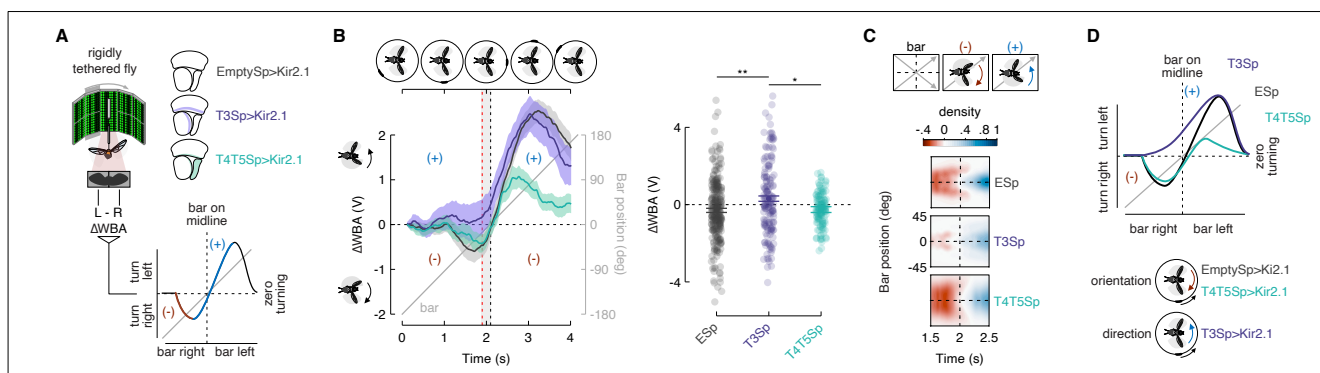 A
rigidly
tethered fly
EmptySp>Kir2.1
T3Sp>Kir2.1
T4T5Sp>Kir2.1
L - R
ΔWBA
bar on
midline
(+)
(-)
turn left
turn right
zero
turning
bar right
bar left
B
ΔWBA (V)
2
1
0
-1
-2
(+)
(+)
(-)
(-)
bar
180
90
0
-90
-180
Bar position (deg)
0 1 2 3 4
Time (s)
**
*
ΔWBA (V)
4
0
-4
ESp
T3Sp
T4T5Sp
C
bar
(-)
(+)
density
-.4 0 .8 1
Bar position (deg)
45
-45
ESp
T3Sp
T4T5Sp
1.5 2 2.5
Time (s)
D
bar on
midline
T3Sp
(+)
ESp
T4T5Sp
(-)
turn left
turn right
zero
turning
bar right
bar left
orientation
EmptySp>Ki2.1
T4T5Sp>Kir2.1
direction
T3Sp>Kir2.1